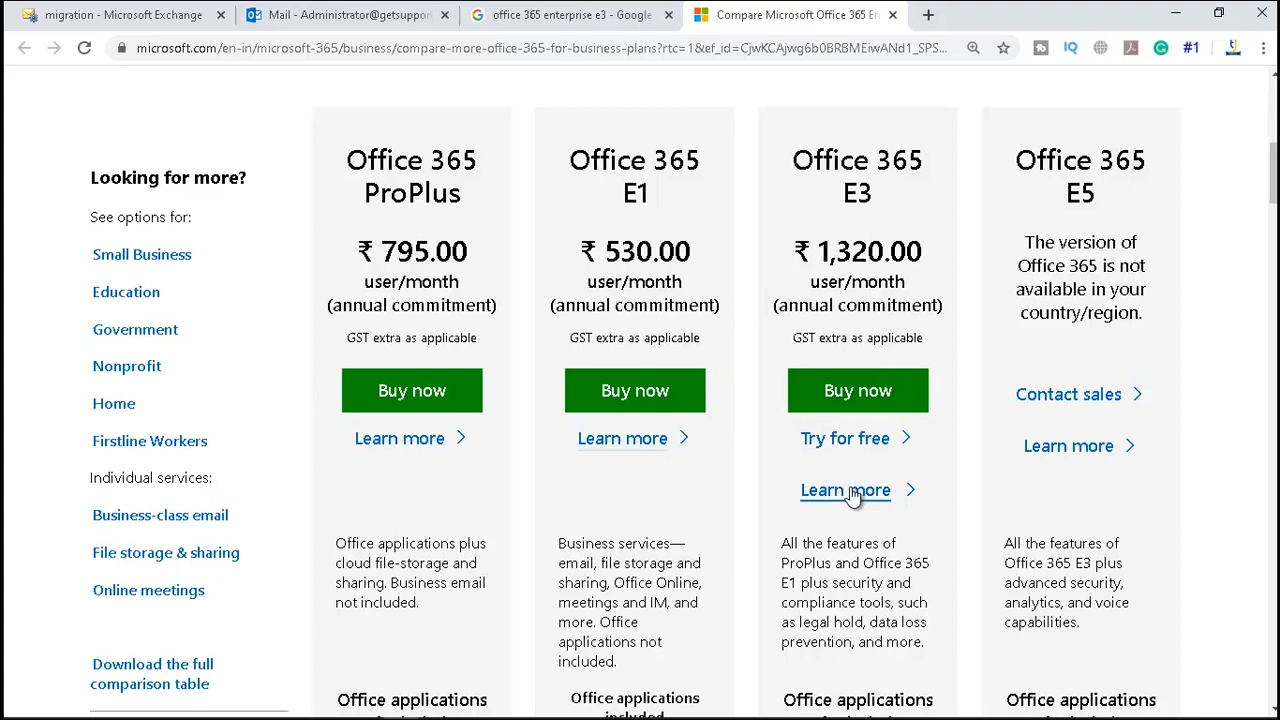 migration - Microsoft Exchange
Mail - Administrator@getsupport
office 365 enterprise e3 - Google
Compare Microsoft Office 365 En
microsoft.com/en-in/microsoft-365/business/compare-more-office-365-for-business-plans?rtc=1&ef_id=CjwKCAjwg6b0BRBMEiwANd1_SPS...
IQ
#1
Looking for more?
See options for:
Small Business
Education
Government
Nonprofit
Home
Firstline Workers
Individual services:
Business-class email
File storage & sharing
Online meetings
Download the full
comparison table
Office 365
ProPlus
₹ 795.00
user/month
(annual commitment)
GST extra as applicable
Buy now
Learn more
Office applications plus
cloud file-storage and
sharing. Business email
not included.
Office applications
Office 365
E1
₹ 530.00
user/month
(annual commitment)
GST extra as applicable
Buy now
Learn more
Business services—
email, file storage and
sharing, Office Online,
meetings and IM, and
more. Office
applications not
included.
Office applications
included
Office 365
E3
₹ 1,320.00
user/month
(annual commitment)
GST extra as applicable
Buy now
Try for free
Learn more
All the features of
ProPlus and Office 365
E1 plus security and
compliance tools, such
as legal hold, data loss
prevention, and more.
Office applications
Office 365
E5
The version of
Office 365 is not
available in your
country/region.
Contact sales
Learn more
All the features of
Office 365 E3 plus
advanced security,
analytics, and voice
capabilities.
Office applications